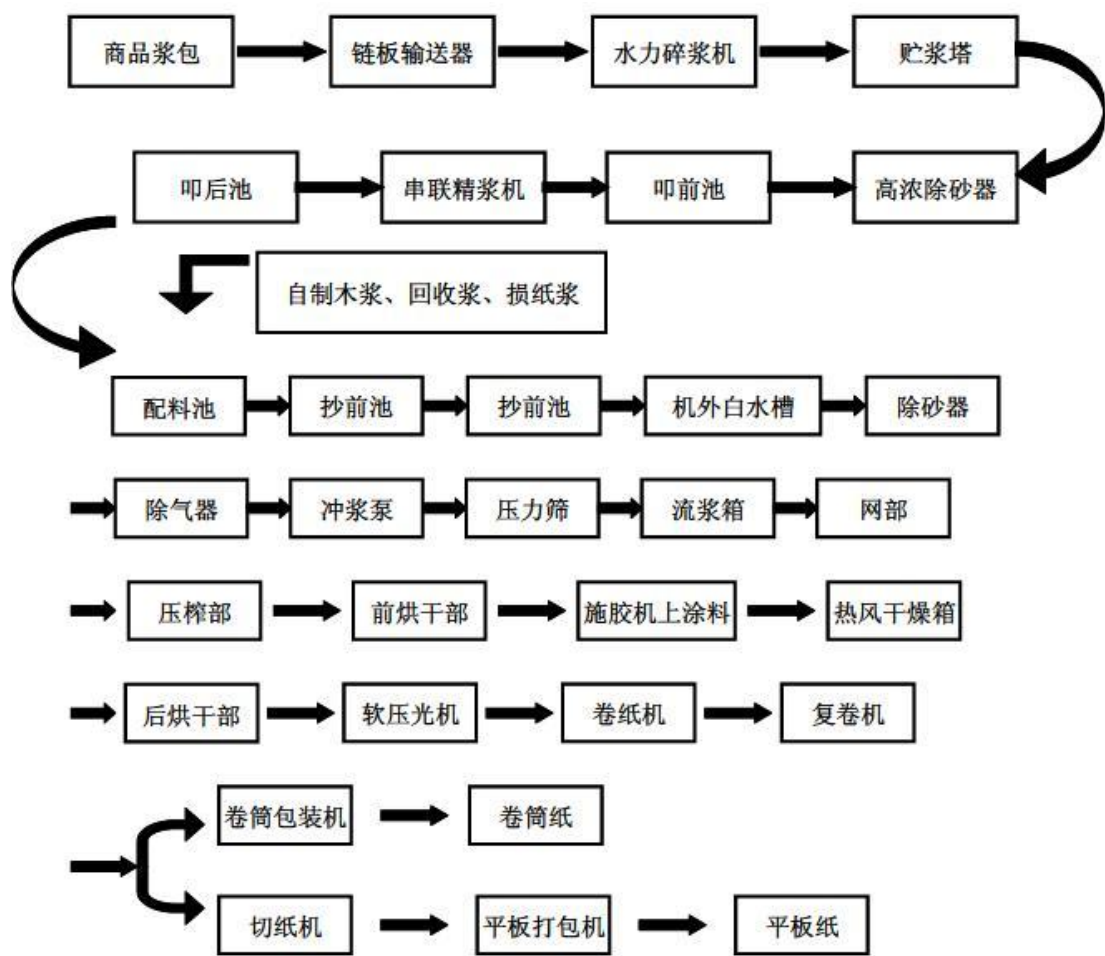 商品浆包 链板输送器 水力碎浆机 贮浆塔
叩后池 串联精浆机 叩前池 高浓除砂器
自制木浆、回收浆、损纸浆
配料池 抄前池 抄前池 机外白水槽 除砂器
除气器 冲浆泵 压力筛 流浆箱 网部
压榨部 前烘干部 施胶机上涂料 热风干燥箱
后烘干部 软压光机 卷纸机 复卷机
卷筒包装机 卷筒纸
切纸机 平板打包机 平板纸